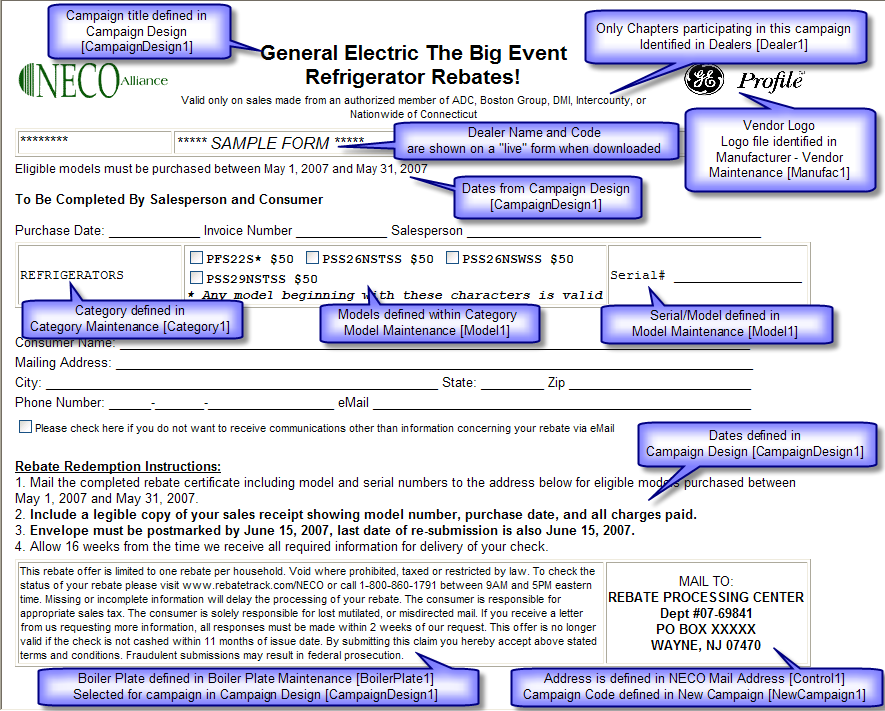 Campaign title defined in
Campaign Design
[CampaignDesign1]
Only Chapters participating in this campaign
Identified in Dealers [Dealer1]
NECO Alliance
General Electric The Big Event
Refrigerator Rebates!
GE Profile™
Valid only on sales made from an authorized member of ADC, Boston Group, DMI, Intercounty, or
Nationwide of Connecticut
Vendor Logo
Logo file identified in
Manufacturer - Vendor
Maintenance [Manufac1]
********
***** SAMPLE FORM *****
Dealer Name and Code
are shown on a "live" form when downloaded
Eligible models must be purchased between May 1, 2007 and May 31, 2007
Dates from Campaign Design
[CampaignDesign1]
To Be Completed By Salesperson and Consumer
Purchase Date: ____________ Invoice Number ____________ Salesperson ____________
REFRIGERATORS
PFS22S* $50 PSS26NSTSS $50 PSS26NSWSS $50
PSS29NSTSS $50
* Any model beginning with these characters is valid
Serial# ____________
Category defined in
Category Maintenance [Category1]
Models defined within Category
Model Maintenance [Model1]
Serial/Model defined in
Model Maintenance [Model1]
Consumer Name: ____________
Mailing Address: ____________
City: ____________ State: ________ Zip ____________
Phone Number: ______-______-____________ eMail ____________
Please check here if you do not want to receive communications other than information concerning your rebate via eMail
Dates defined in
Campaign Design [CampaignDesign1]
Rebate Redemption Instructions:
1. Mail the completed rebate certificate including model and serial numbers to the address below for eligible models purchased between
May 1, 2007 and May 31, 2007.
2. Include a legible copy of your sales receipt showing model number, purchase date, and all charges paid.
3. Envelope must be postmarked by June 15, 2007, last date of re-submission is also June 15, 2007.
4. Allow 16 weeks from the time we receive all required information for delivery of your check.
This rebate offer is limited to one rebate per household. Void where prohibited, taxed or restricted by law. To check the
status of your rebate please visit www.rebatetrack.com/NECO or call 1-800-860-1791 between 9AM and 5PM eastern
time. Missing or incomplete information will delay the processing of your rebate. The consumer is responsible for
appropriate sales tax. The consumer is solely responsible for lost mutilated, or misdirected mail. If you receive a letter
from us requesting more information, all responses must be made within 2 weeks of our request. This offer is no longer
valid if the check is not cashed within 11 months of issue date. By submitting this claim you hereby accept above stated
terms and conditions. Fraudulent submissions may result in federal prosecution.
MAIL TO:
REBATE PROCESSING CENTER
Dept #07-69841
PO BOX XXXXX
WAYNE, NJ 07470
Boiler Plate defined in Boiler Plate Maintenance [BoilerPlate1]
Selected for campaign in Campaign Design [CampaignDesign1]
Address is defined in NECO Mail Address [Control1]
Campaign Code defined in New Campaign [NewCampaign1]